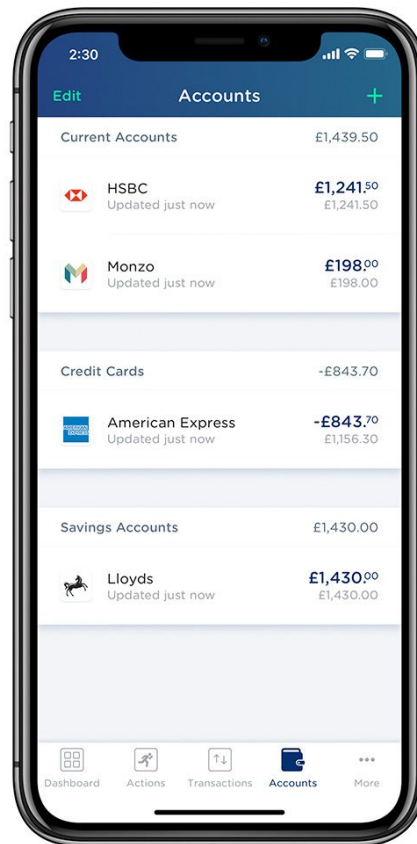 2:30
Edit Accounts +
Current Accounts £1,439.50
HSBC £1,241.50
Updated just now £1,241.50
Monzo £198.00
Updated just now £198.00
Credit Cards -£843.70
AMERICAN EXPRESS
American Express -£843.70
Updated just now £1,156.30
Savings Accounts £1,430.00
Lloyds £1,430.00
Updated just now £1,430.00
Dashboard Actions Transactions Accounts More